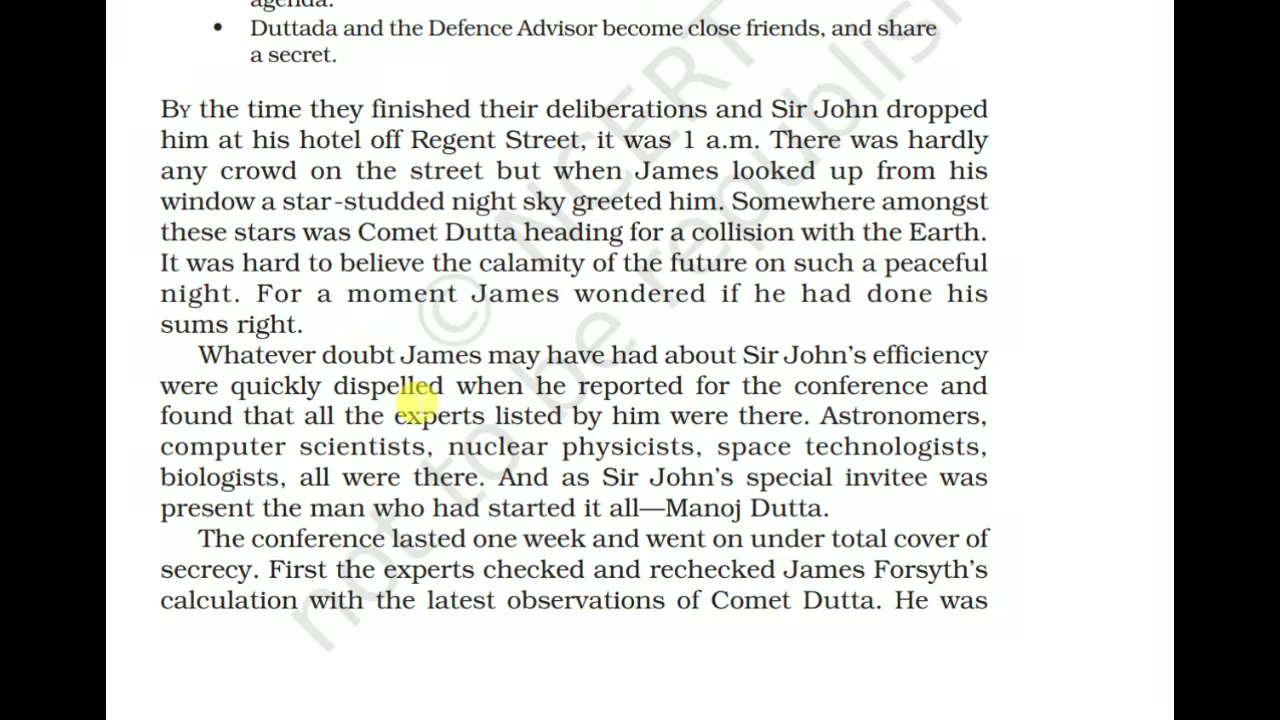 agenda.
• Duttada and the Defence Advisor become close friends, and share
a secret.
BY the time they finished their deliberations and Sir John dropped
him at his hotel off Regent Street, it was 1 a.m. There was hardly
any crowd on the street but when James looked up from his
window a star-studded night sky greeted him. Somewhere amongst
these stars was Comet Dutta heading for a collision with the Earth.
It was hard to believe the calamity of the future on such a peaceful
night. For a moment James wondered if he had done his
sums right.
Whatever doubt James may have had about Sir John's efficiency
were quickly dispelled when he reported for the conference and
found that all the experts listed by him were there. Astronomers,
computer scientists, nuclear physicists, space technologists,
biologists, all were there. And as Sir John's special invitee was
present the man who had started it all—Manoj Dutta.
The conference lasted one week and went on under total cover of
secrecy. First the experts checked and rechecked James Forsyth's
calculation with the latest observations of Comet Dutta. He was
© NCERT
not to be republis